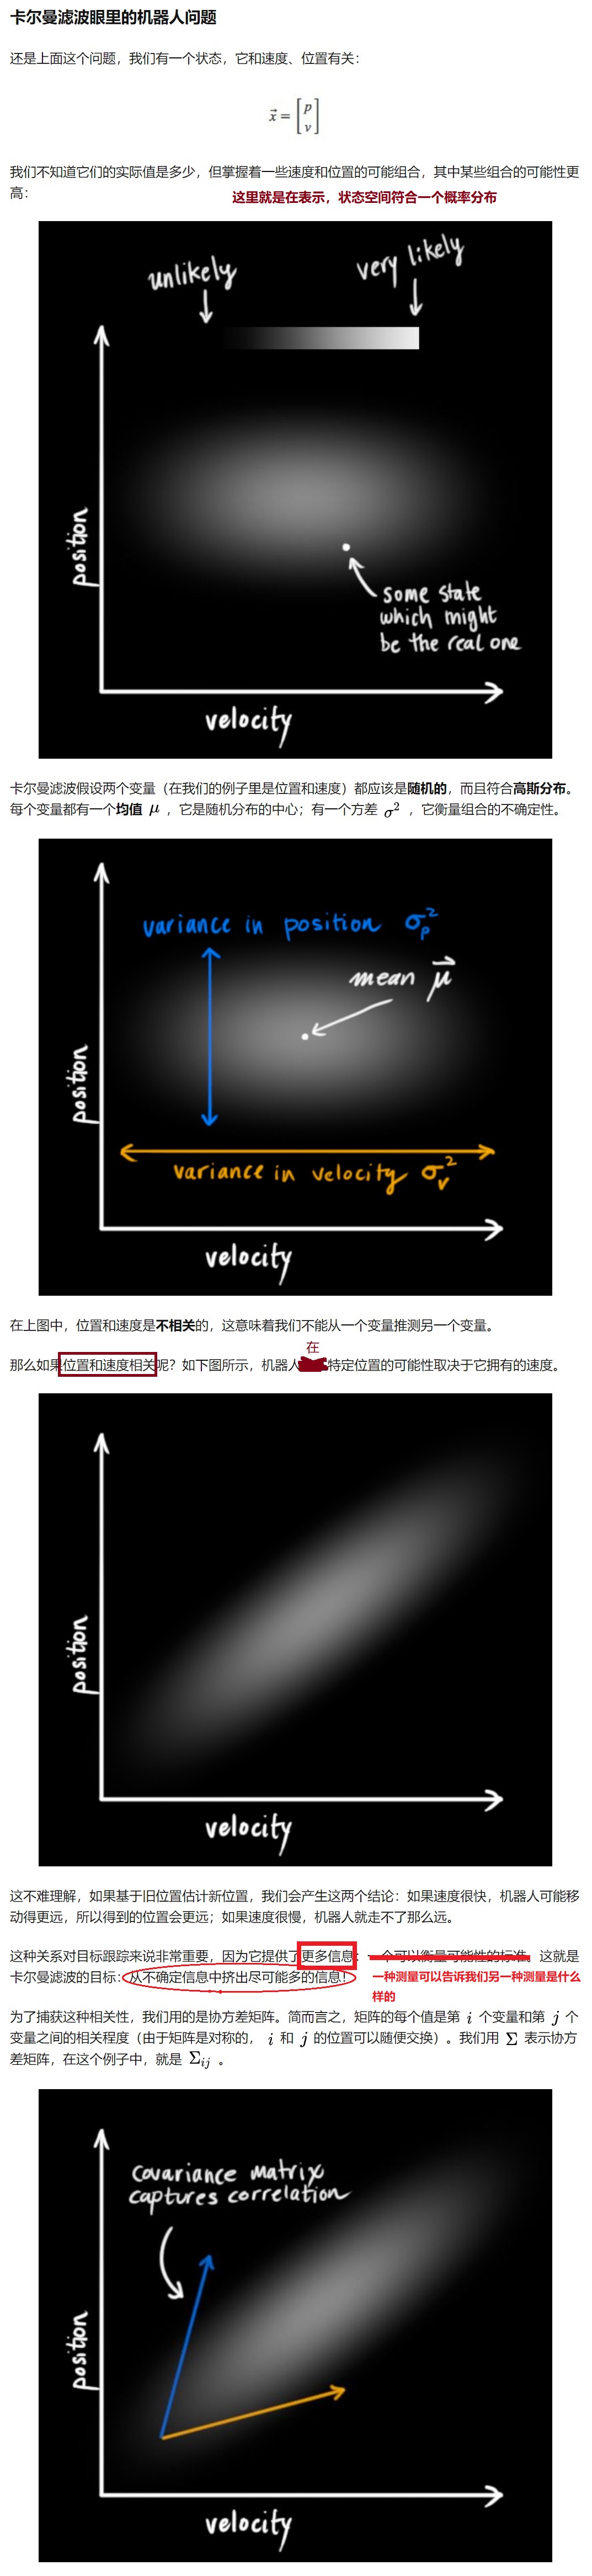 卡尔曼滤波眼里的机器人问题
还是上面这个问题，我们有一个状态，它和速度、位置有关：
x⃗ = [p
v]
我们不知道它们的实际值是多少，但掌握着一些速度和位置的可能组合，其中某些组合的可能性更
高：
这里就是在表示，状态空间符合一个概率分布
unlikely
very likely
position
some state
which might
be the real one
velocity
卡尔曼滤波假设两个变量（在我们的例子里是位置和速度）都应该是随机的，而且符合高斯分布。
每个变量都有一个均值 μ ，它是随机分布的中心；有一个方差 σ² ，它衡量组合的不确定性。
variance in position σp²
mean μ⃗
position
variance in velocity σv²
velocity
在上图中，位置和速度是不相关的，这意味着我们不能从一个变量推测另一个变量。
在
那么如果位置和速度相关呢？如下图所示，机器人特定位置的可能性取决于它拥有的速度。
position
velocity
这不难理解，如果基于旧位置估计新位置，我们会产生这两个结论：如果速度很快，机器人可能移
动得更远，所以得到的位置会更远；如果速度很慢，机器人就走不了那么远。
这种关系对目标跟踪来说非常重要，因为它提供了更多信息：一个可以衡量可能性的标准。这就是
卡尔曼滤波的目标：从不确定信息中挤出尽可能多的信息！
一种测量可以告诉我们另一种测量是什么
样的
为了捕获这种相关性，我们用的是协方差矩阵。简而言之，矩阵的每个值是第 i 个变量和第 j 个
变量之间的相关程度（由于矩阵是对称的， i 和 j 的位置可以随便交换）。我们用 Σ 表示协方
差矩阵，在这个例子中，就是 Σij 。
covariance matrix
captures correlation
position
velocity